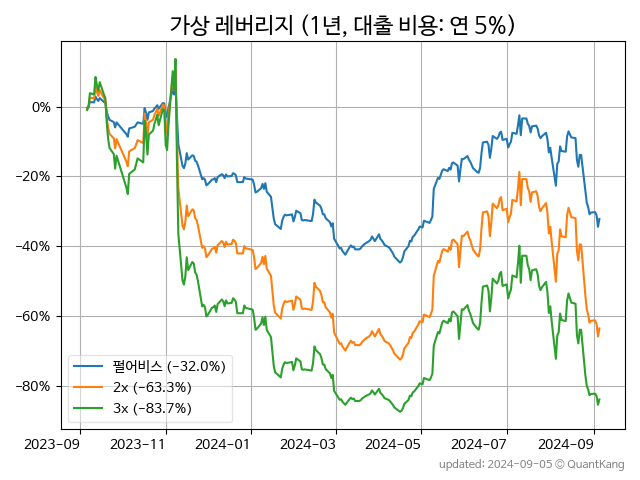 가상 레버리지 (1년, 대출 비용: 연 5%)
0%
−20%
−40%
−60%
−80%
펄어비스 (−32.0%)
2x (−63.3%)
3x (−83.7%)
2023-09 2023-11 2024-01 2024-03 2024-05 2024-07 2024-09
updated: 2024-09-05 © QuantKang